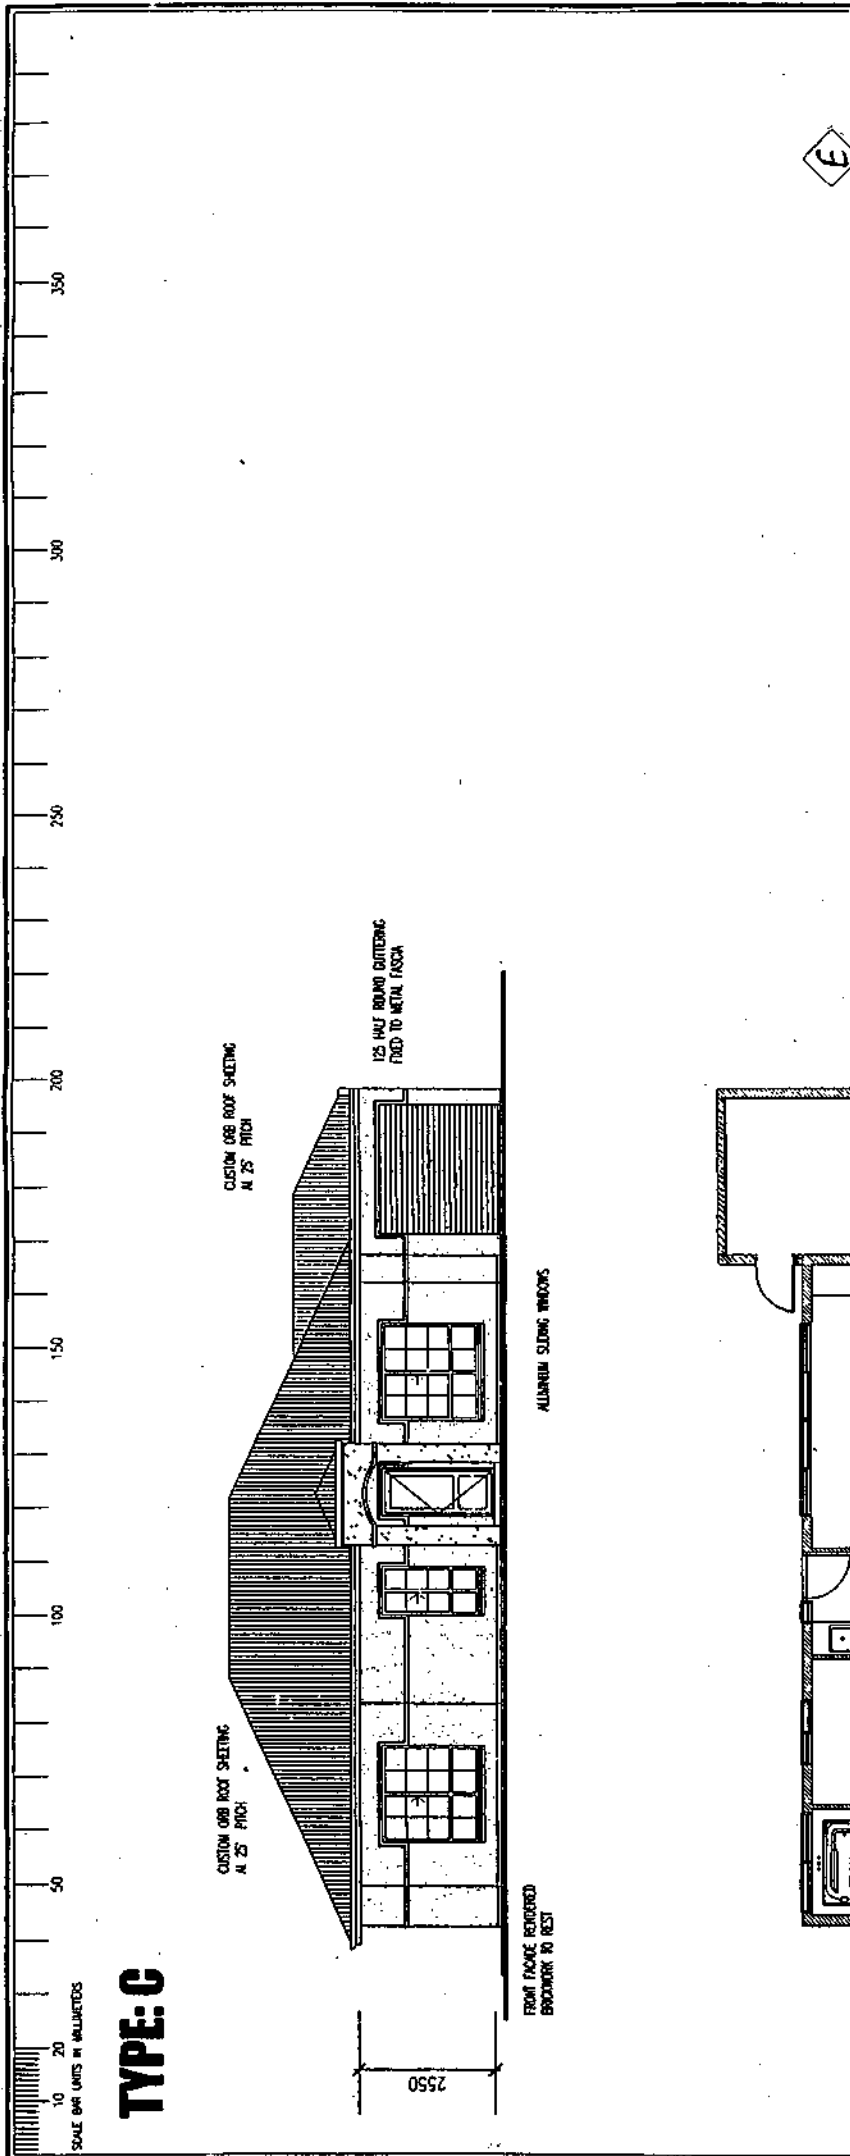 10 20 50 100 150 200 250 300 350
SCALE BAR UNITS IN MILLIMETERS
TYPE: C
CUSTOM ORB ROOF SHEETING
At 25° PITCH
CUSTOM ORB ROOF SHEETING
At 25° PITCH
125 HALF ROUND GUTTERING
FIXED TO METAL FASCIA
2550
FRONT FACADE RENDERED
BRICKWORK TO REST
ALUMINIUM SLIDING WINDOWS
E